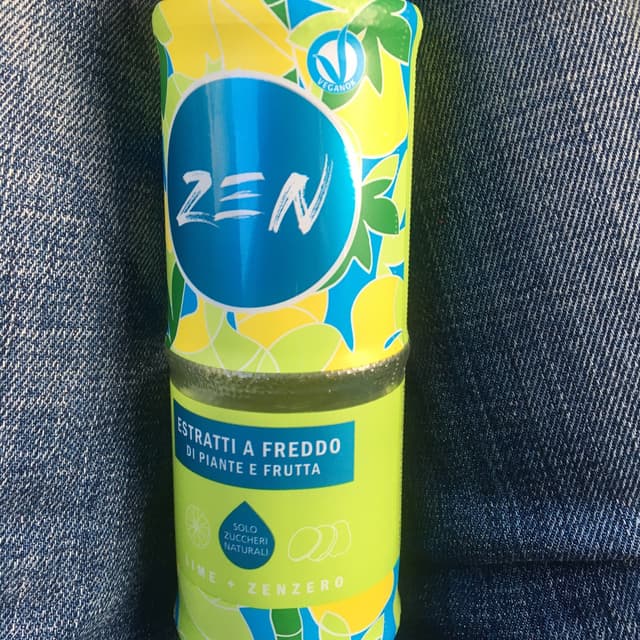 VEGANOK
ZEN
ESTRATTI A FREDDO
DI PIANTE E FRUTTA
SOLO
ZUCCHERI
NATURALI
LIME + ZENZERO